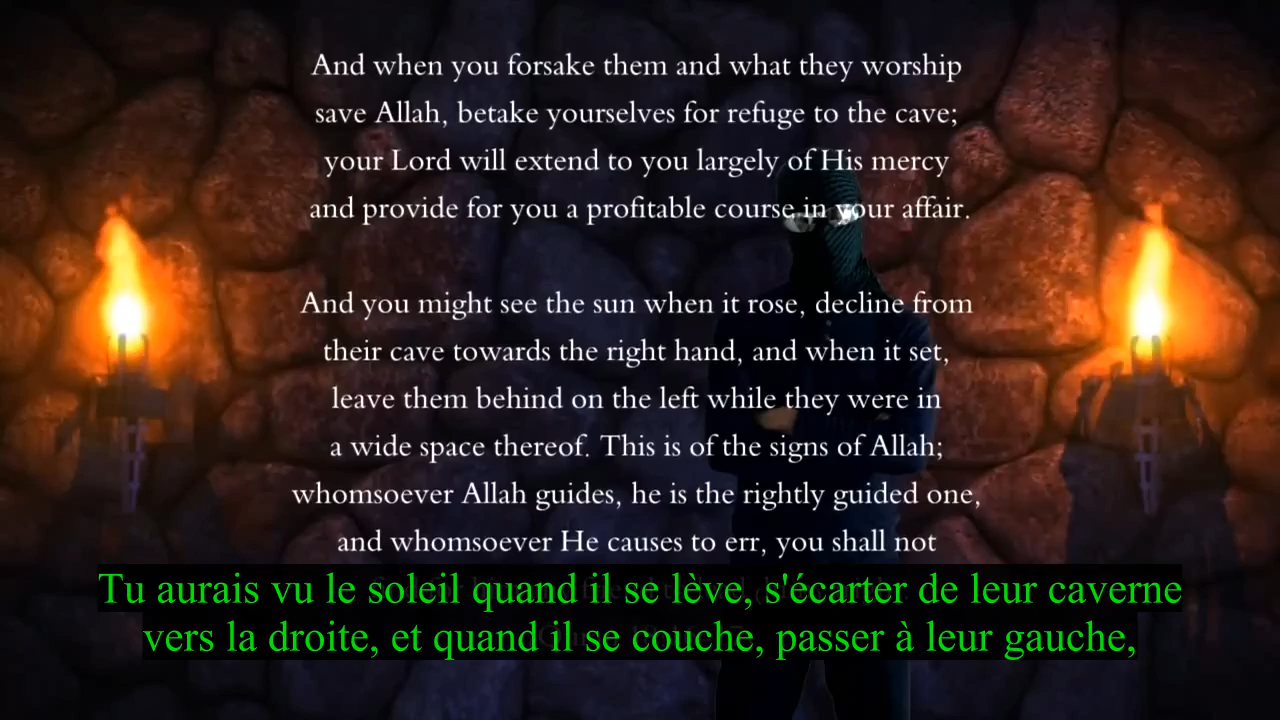 And when you forsake them and what they worship
save Allah, betake yourselves for refuge to the cave;
your Lord will extend to you largely of His mercy
and provide for you a profitable course in your affair.
And you might see the sun when it rose, decline from
their cave towards the right hand, and when it set,
leave them behind on the left while they were in
a wide space thereof. This is of the signs of Allah;
whomsoever Allah guides, he is the rightly guided one,
and whomsoever He causes to err, you shall not
Tu aurais vu le soleil quand il se lève, s'écarter de leur caverne
vers la droite, et quand il se couche, passer à leur gauche,